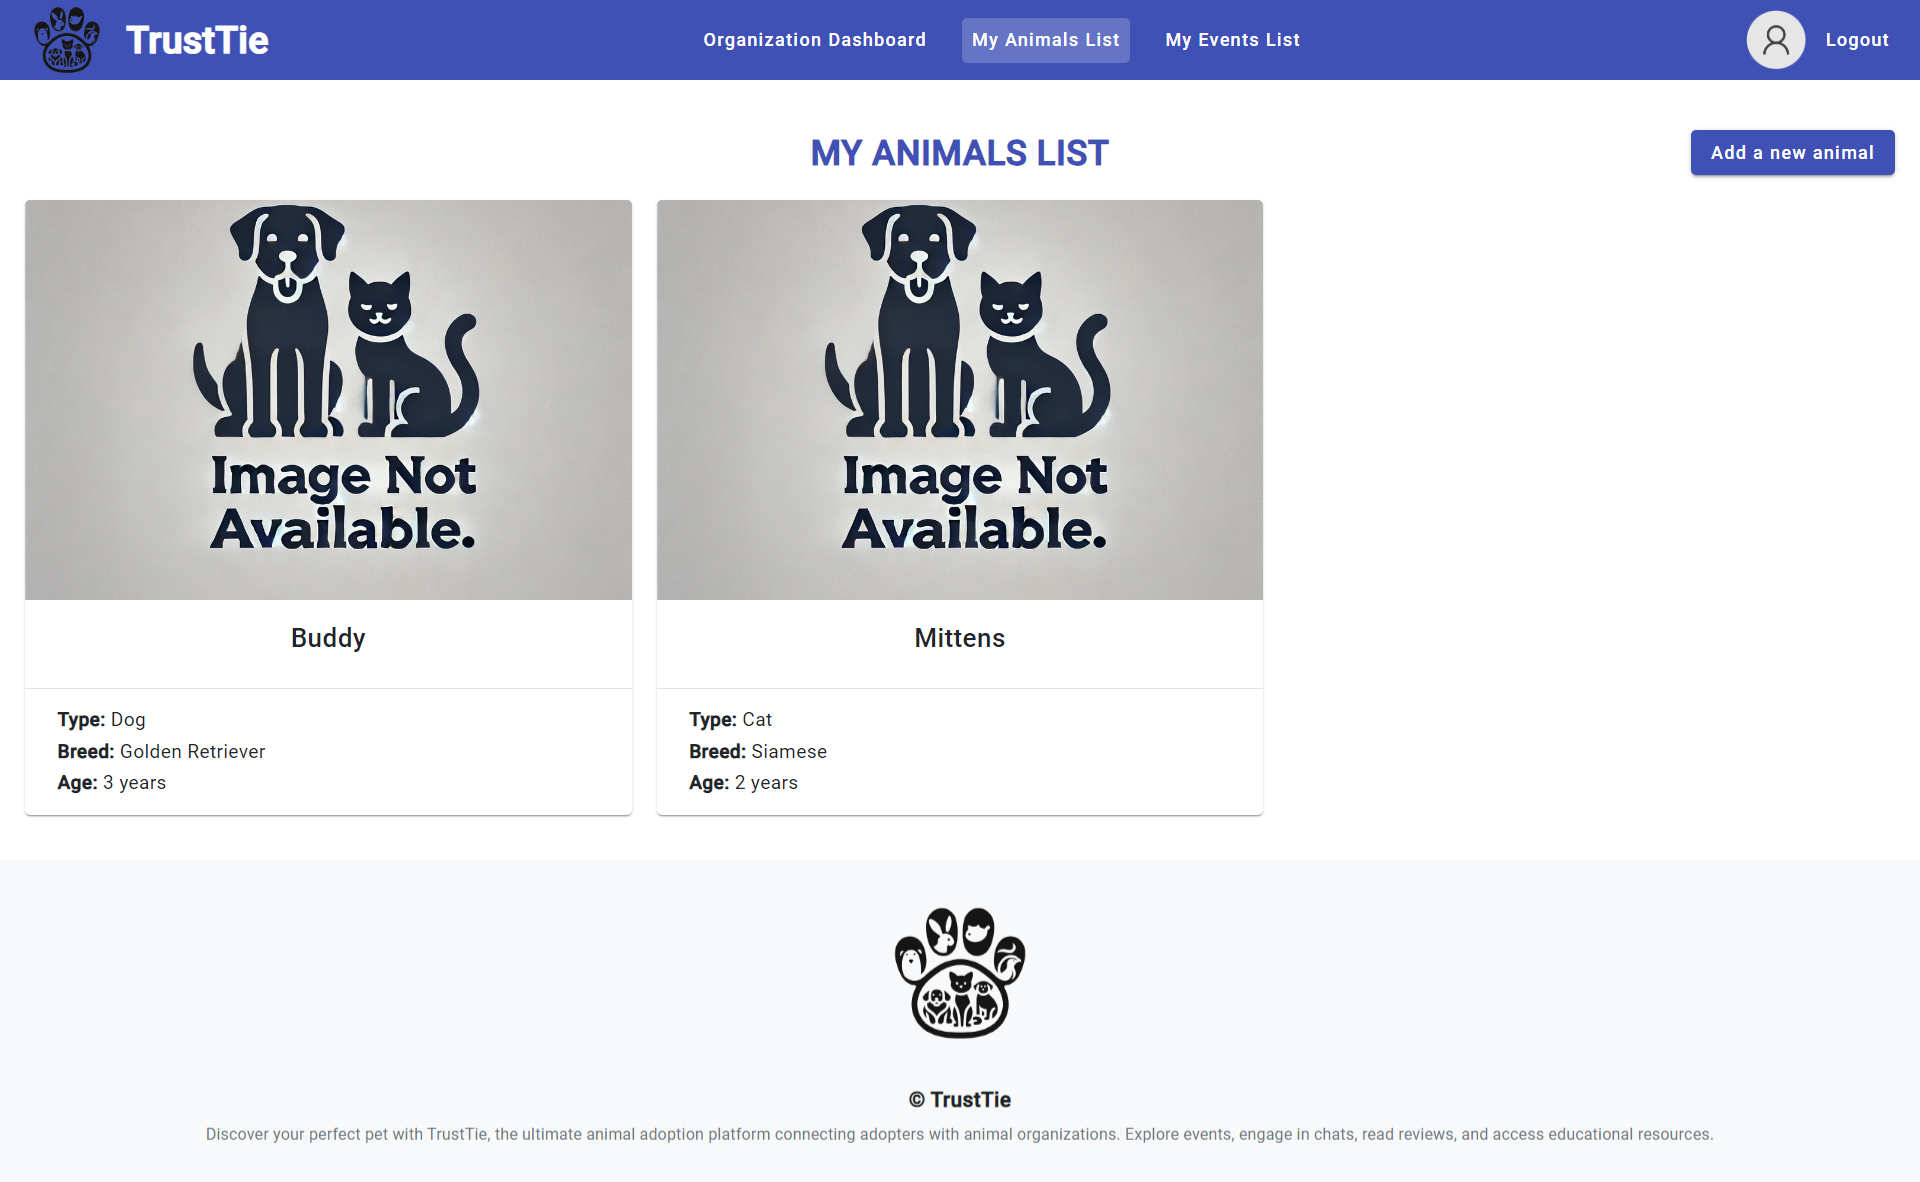 TrustTie
Organization Dashboard
My Animals List
My Events List
Logout
MY ANIMALS LIST
Add a new animal
Image Not
Available.
Buddy
Type: Dog
Breed: Golden Retriever
Age: 3 years
Image Not
Available.
Mittens
Type: Cat
Breed: Siamese
Age: 2 years
© TrustTie
Discover your perfect pet with TrustTie, the ultimate animal adoption platform connecting adopters with animal organizations. Explore events, engage in chats, read reviews, and access educational resources.